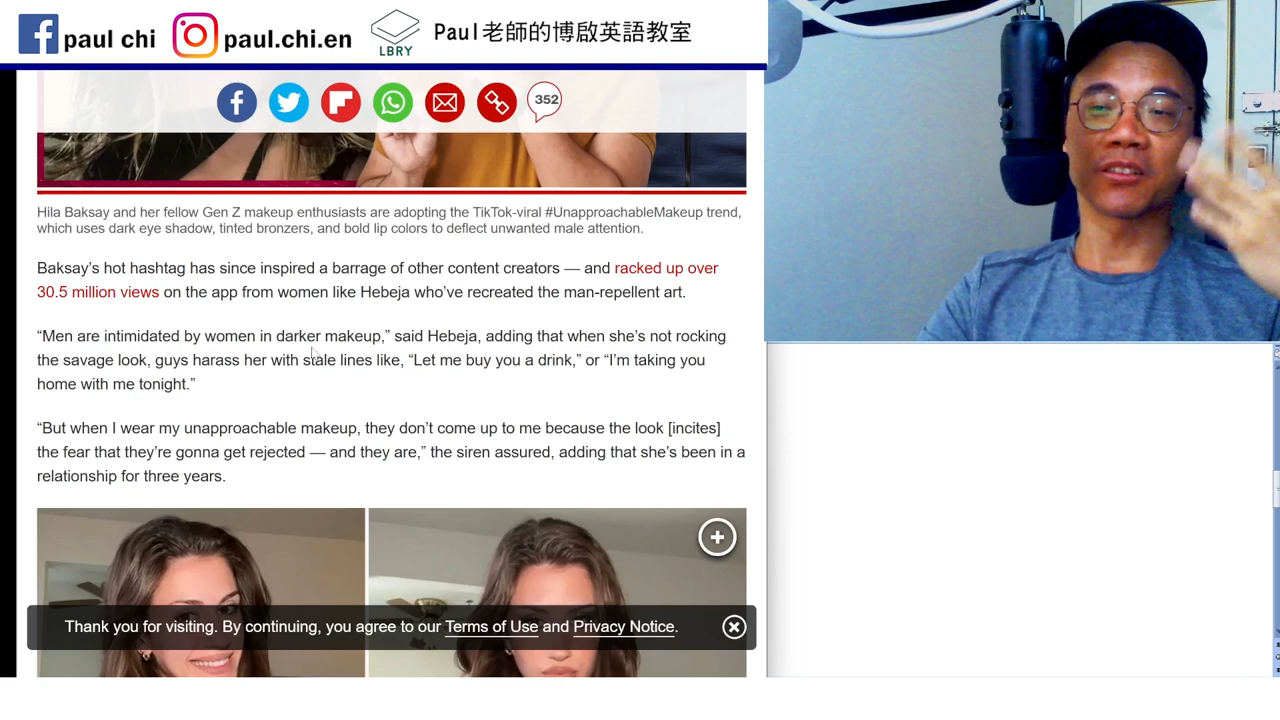 paul chi
paul.chi.en
LBRY
Paul老師的博啟英語教室
352
Hila Baksay and her fellow Gen Z makeup enthusiasts are adopting the TikTok-viral #UnapproachableMakeup trend,
which uses dark eye shadow, tinted bronzers, and bold lip colors to deflect unwanted male attention.
Baksay’s hot hashtag has since inspired a barrage of other content creators — and racked up over
30.5 million views on the app from women like Hebeja who’ve recreated the man-repellent art.
“Men are intimidated by women in darker makeup,” said Hebeja, adding that when she’s not rocking
the savage look, guys harass her with stale lines like, “Let me buy you a drink,” or “I’m taking you
home with me tonight.”
“But when I wear my unapproachable makeup, they don’t come up to me because the look [incites]
the fear that they’re gonna get rejected — and they are,” the siren assured, adding that she’s been in a
relationship for three years.
Thank you for visiting. By continuing, you agree to our Terms of Use and Privacy Notice.